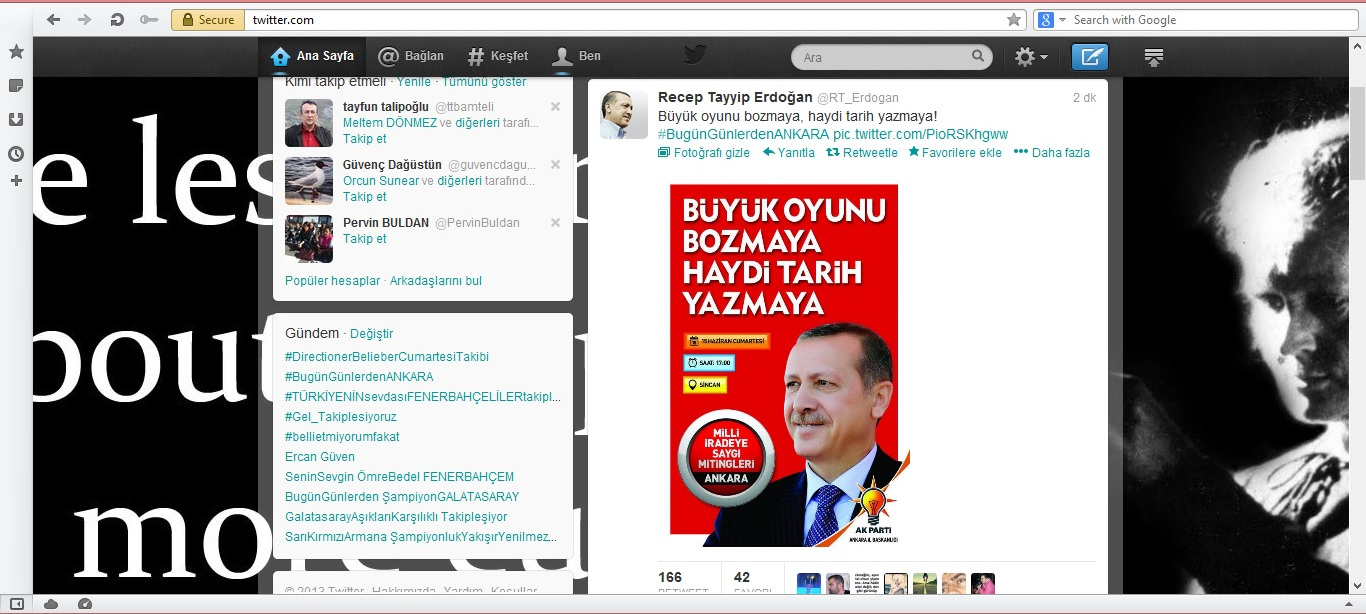 Secure
twitter.com
Search with Google
Ana Sayfa
Bağlan
Keşfet
Ben
Ara
Kimi takip etmeli · Yenile · Tümünü göster
tayfun talipoğlu @ttbamteli
Meltem DÖNMEZ ve diğerleri tarafı...
Takip et
Güvenç Dağüstün @guvencdagu...
Orcun Sunear ve diğerleri tarafınd...
Takip et
Pervin BULDAN @PervinBuldan
Takip et
Popüler hesaplar · Arkadaşlarını bul
Gündem · Değiştir
#DirectionerBelieberCumartesiTakibi
#BugünGünlerdenANKARA
#TÜRKİYENİNsevdasıFENERBAHÇELİLERtakipl...
#Gel_Takiplesiyoruz
#bellietmiyorumfakat
Ercan Güven
SeninSevgin ÖmreBedel FENERBAHÇEM
BugünGünlerden ŞampiyonGALATASARAY
GalatasarayAşıklarıKarşılıklı Takipleşiyor
SarıKırmızıArmana ŞampiyonlukYakışırYenilmez...
© 2013 Twitter Hakkımızda Yardım Koşullar
Recep Tayyip Erdoğan @RT_Erdogan
2 dk
Büyük oyunu bozmaya, haydi tarih yazmaya!
#BugünGünlerdenANKARA pic.twitter.com/PioRSKhgww
Fotoğrafı gizle Yanıtla Retweetle Favorilere ekle Daha fazla
BÜYÜK OYUNU
BOZMAYA
HAYDİ TARİH
YAZMAYA
15 HAZİRAN CUMARTESİ
SAAT: 17:00
SİNCAN
MİLLİ
İRADEYE
SAYGI
MİTİNGLERİ
ANKARA
AK PARTİ
ANKARA İL BAŞKANLIĞI
166
RETWEET
42
FAVORİ
e les
bout
more cu